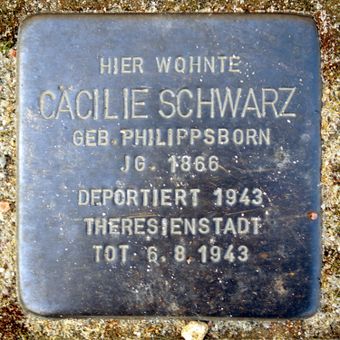 HIER WOHNTE
CÄCILIE SCHWARZ
GEB. PHILIPPSBORN
JG. 1866
DEPORTIERT 1943
THERESIENSTADT
TOT 6.8.1943